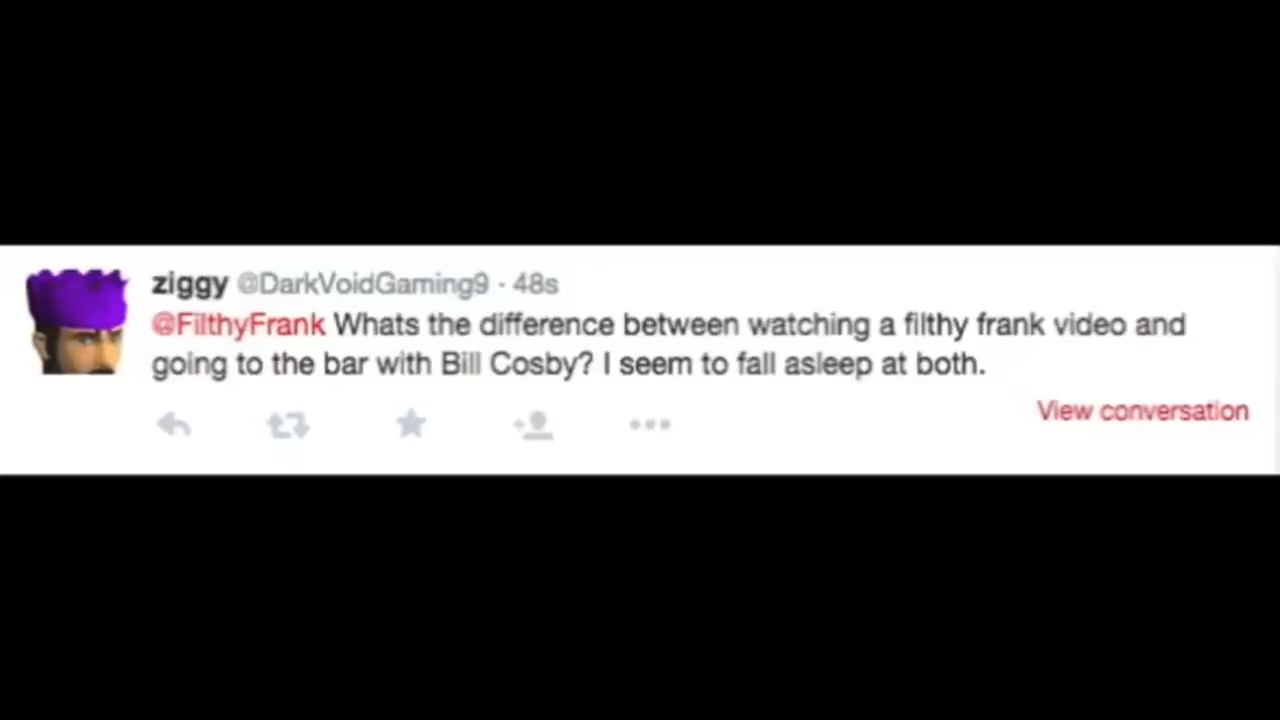 ziggy @DarkVoidGaming9 · 48s
@FilthyFrank Whats the difference between watching a filthy frank video and
going to the bar with Bill Cosby? I seem to fall asleep at both.
View conversation